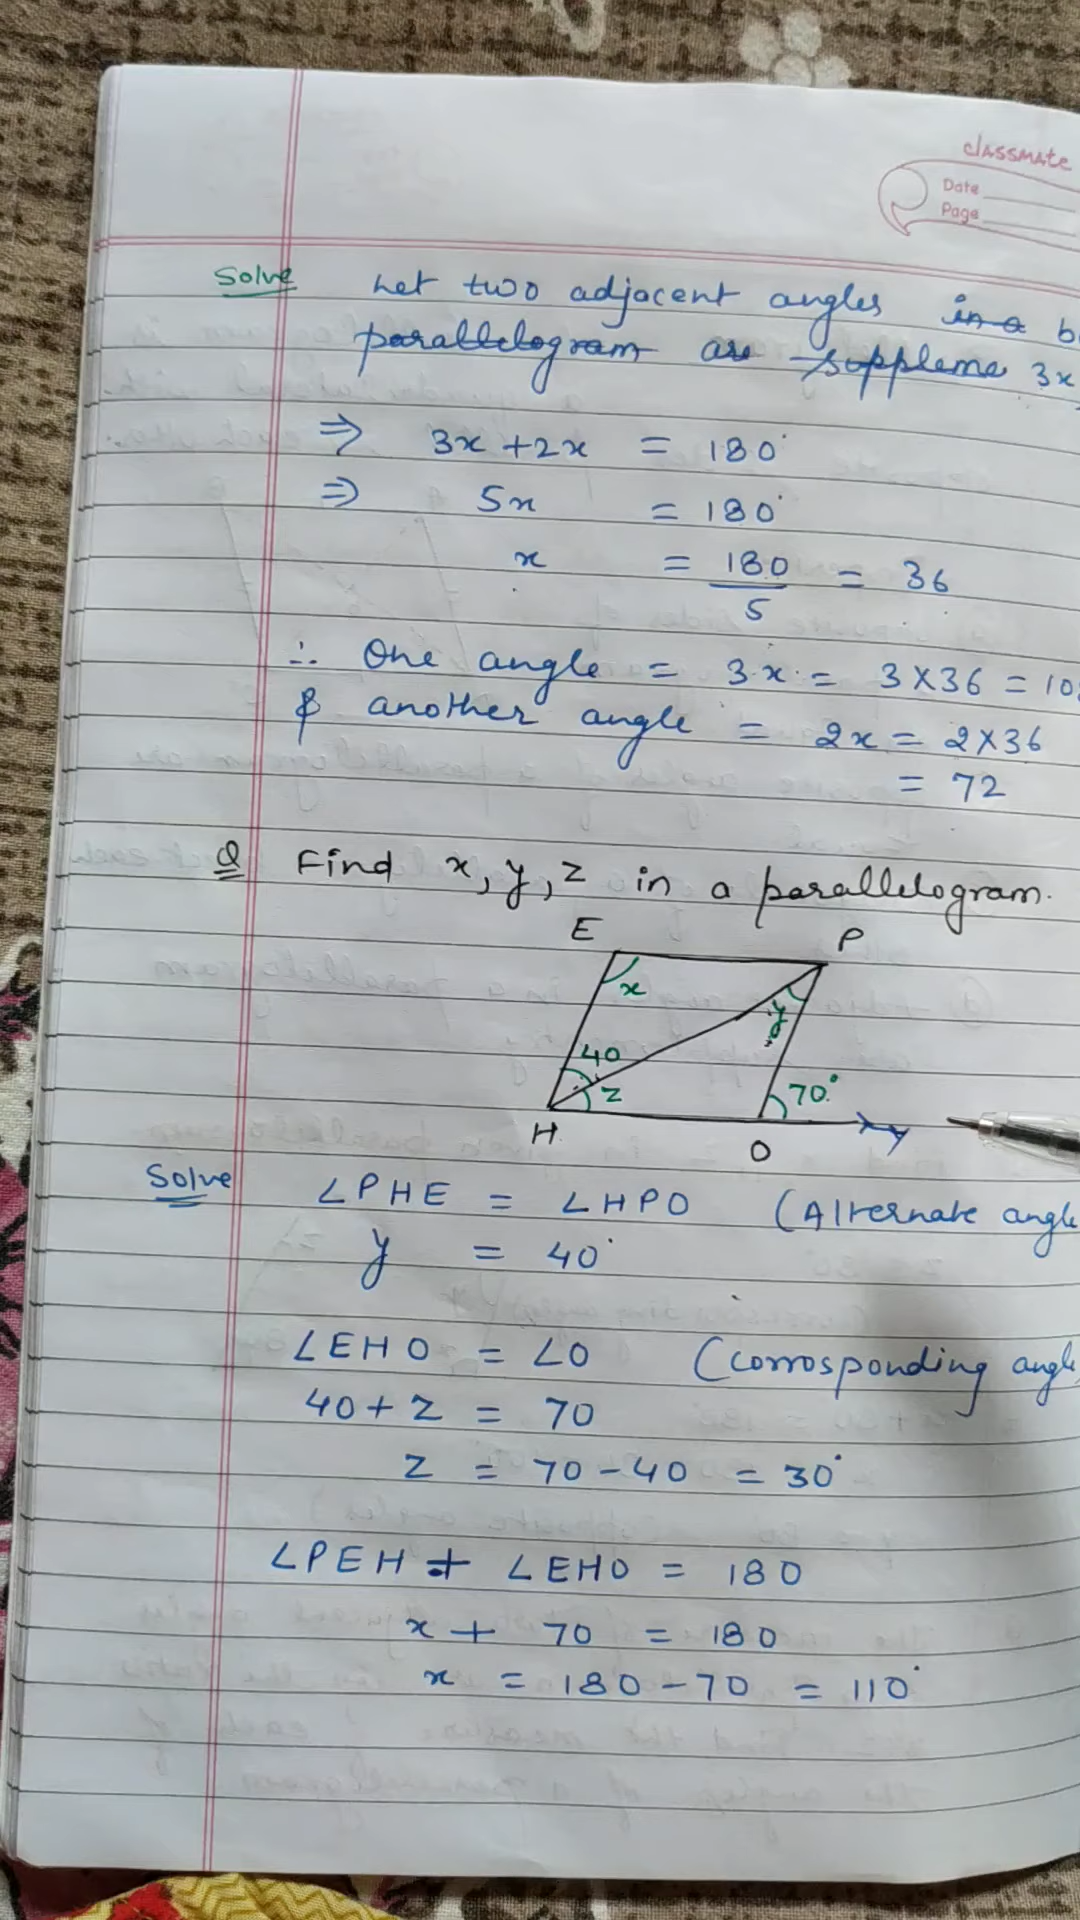 classmate
Date
Page
Solve Let two adjacent angles in a
parallelogram are suppleme 3x
⇒ 3x + 2x = 180°
⇒ 5x = 180°
x = 180/5 = 36
∴ One angle = 3x = 3 × 36 = 10
& another angle = 2x = 2 × 36
= 72
Q Find x, y, z in a parallelogram.
E P
x
y
40
z 70°
H O
Solve ∠PHE = ∠HPO (Alternate angle
y = 40°
∠EHO = ∠O (Corrosponding angle
40 + z = 70
z = 70 - 40 = 30°
∠PEH + ∠EHO = 180
x + 70 = 180
x = 180 - 70 = 110°